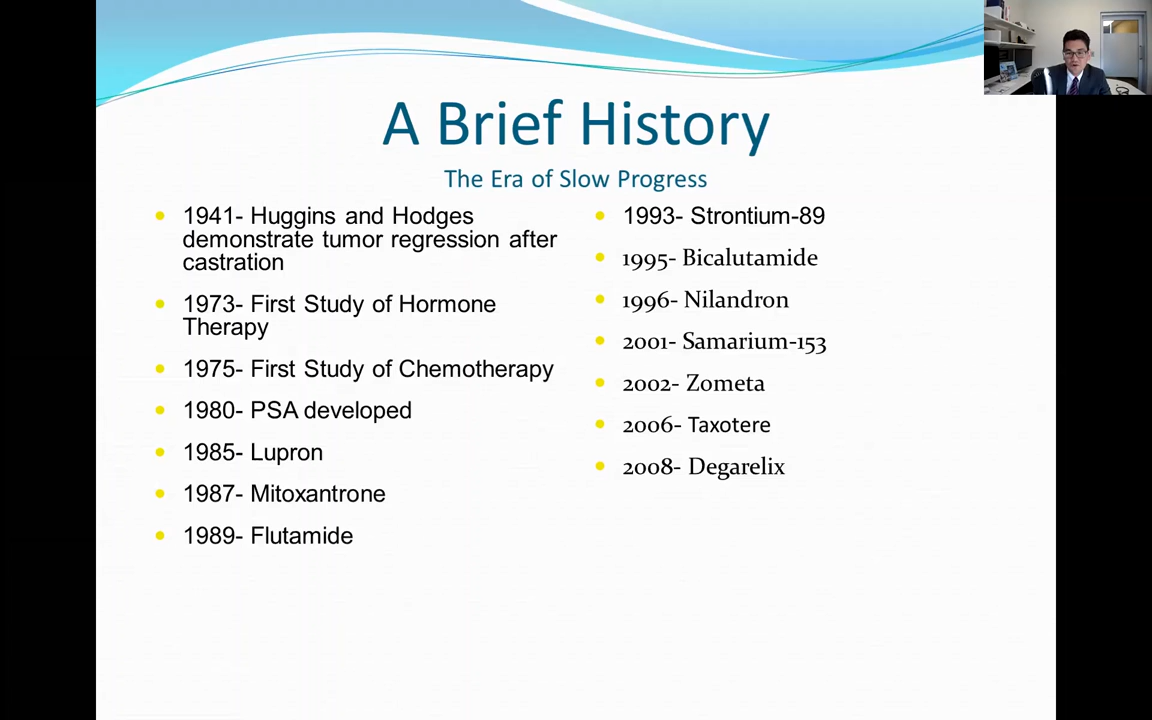 A Brief History
The Era of Slow Progress
1941- Huggins and Hodges
demonstrate tumor regression after
castration
1973- First Study of Hormone
Therapy
1975- First Study of Chemotherapy
1980- PSA developed
1985- Lupron
1987- Mitoxantrone
1989- Flutamide
1993- Strontium-89
1995- Bicalutamide
1996- Nilandron
2001- Samarium-153
2002- Zometa
2006- Taxotere
2008- Degarelix